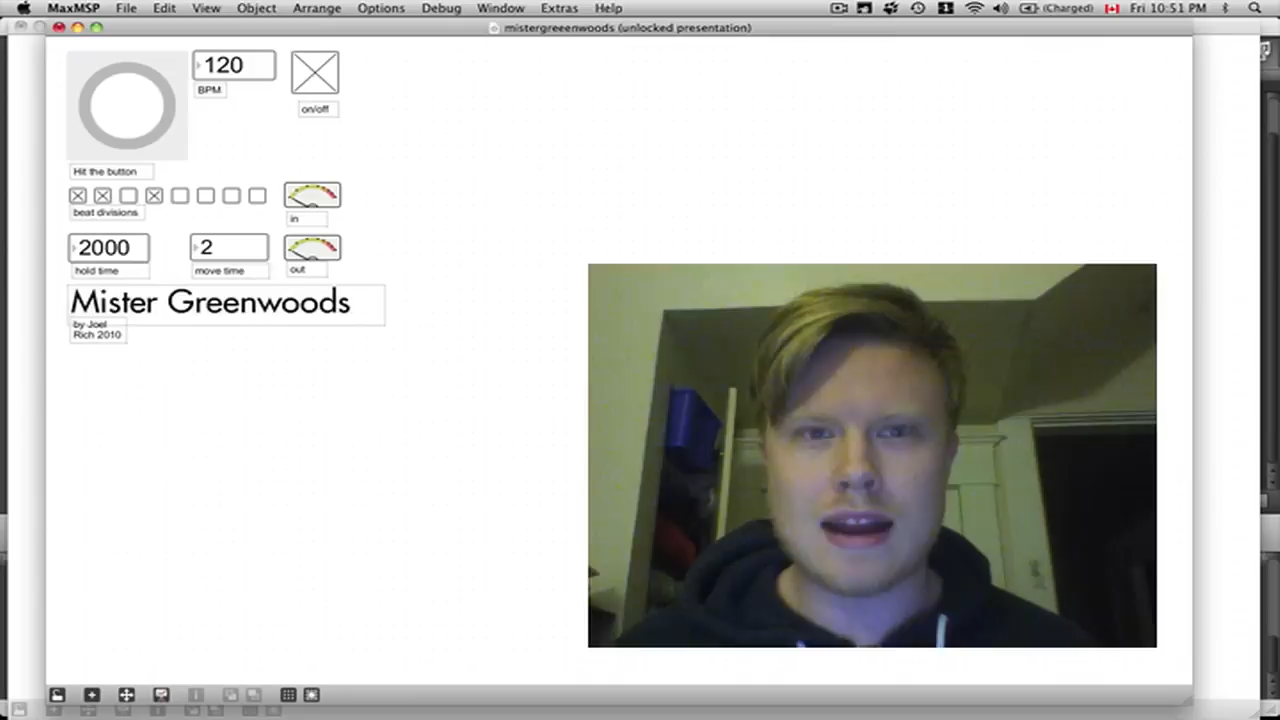 MaxMSP File Edit View Object Arrange Options Debug Window Extras Help (Charged) Fri 10:51 PM
mistergreeenwoods (unlocked presentation)
120
BPM
on/off
Hit the button
beat divisions
in
2000
2
hold time
move time
out
Mister Greenwoods
by Joel
Rich 2010